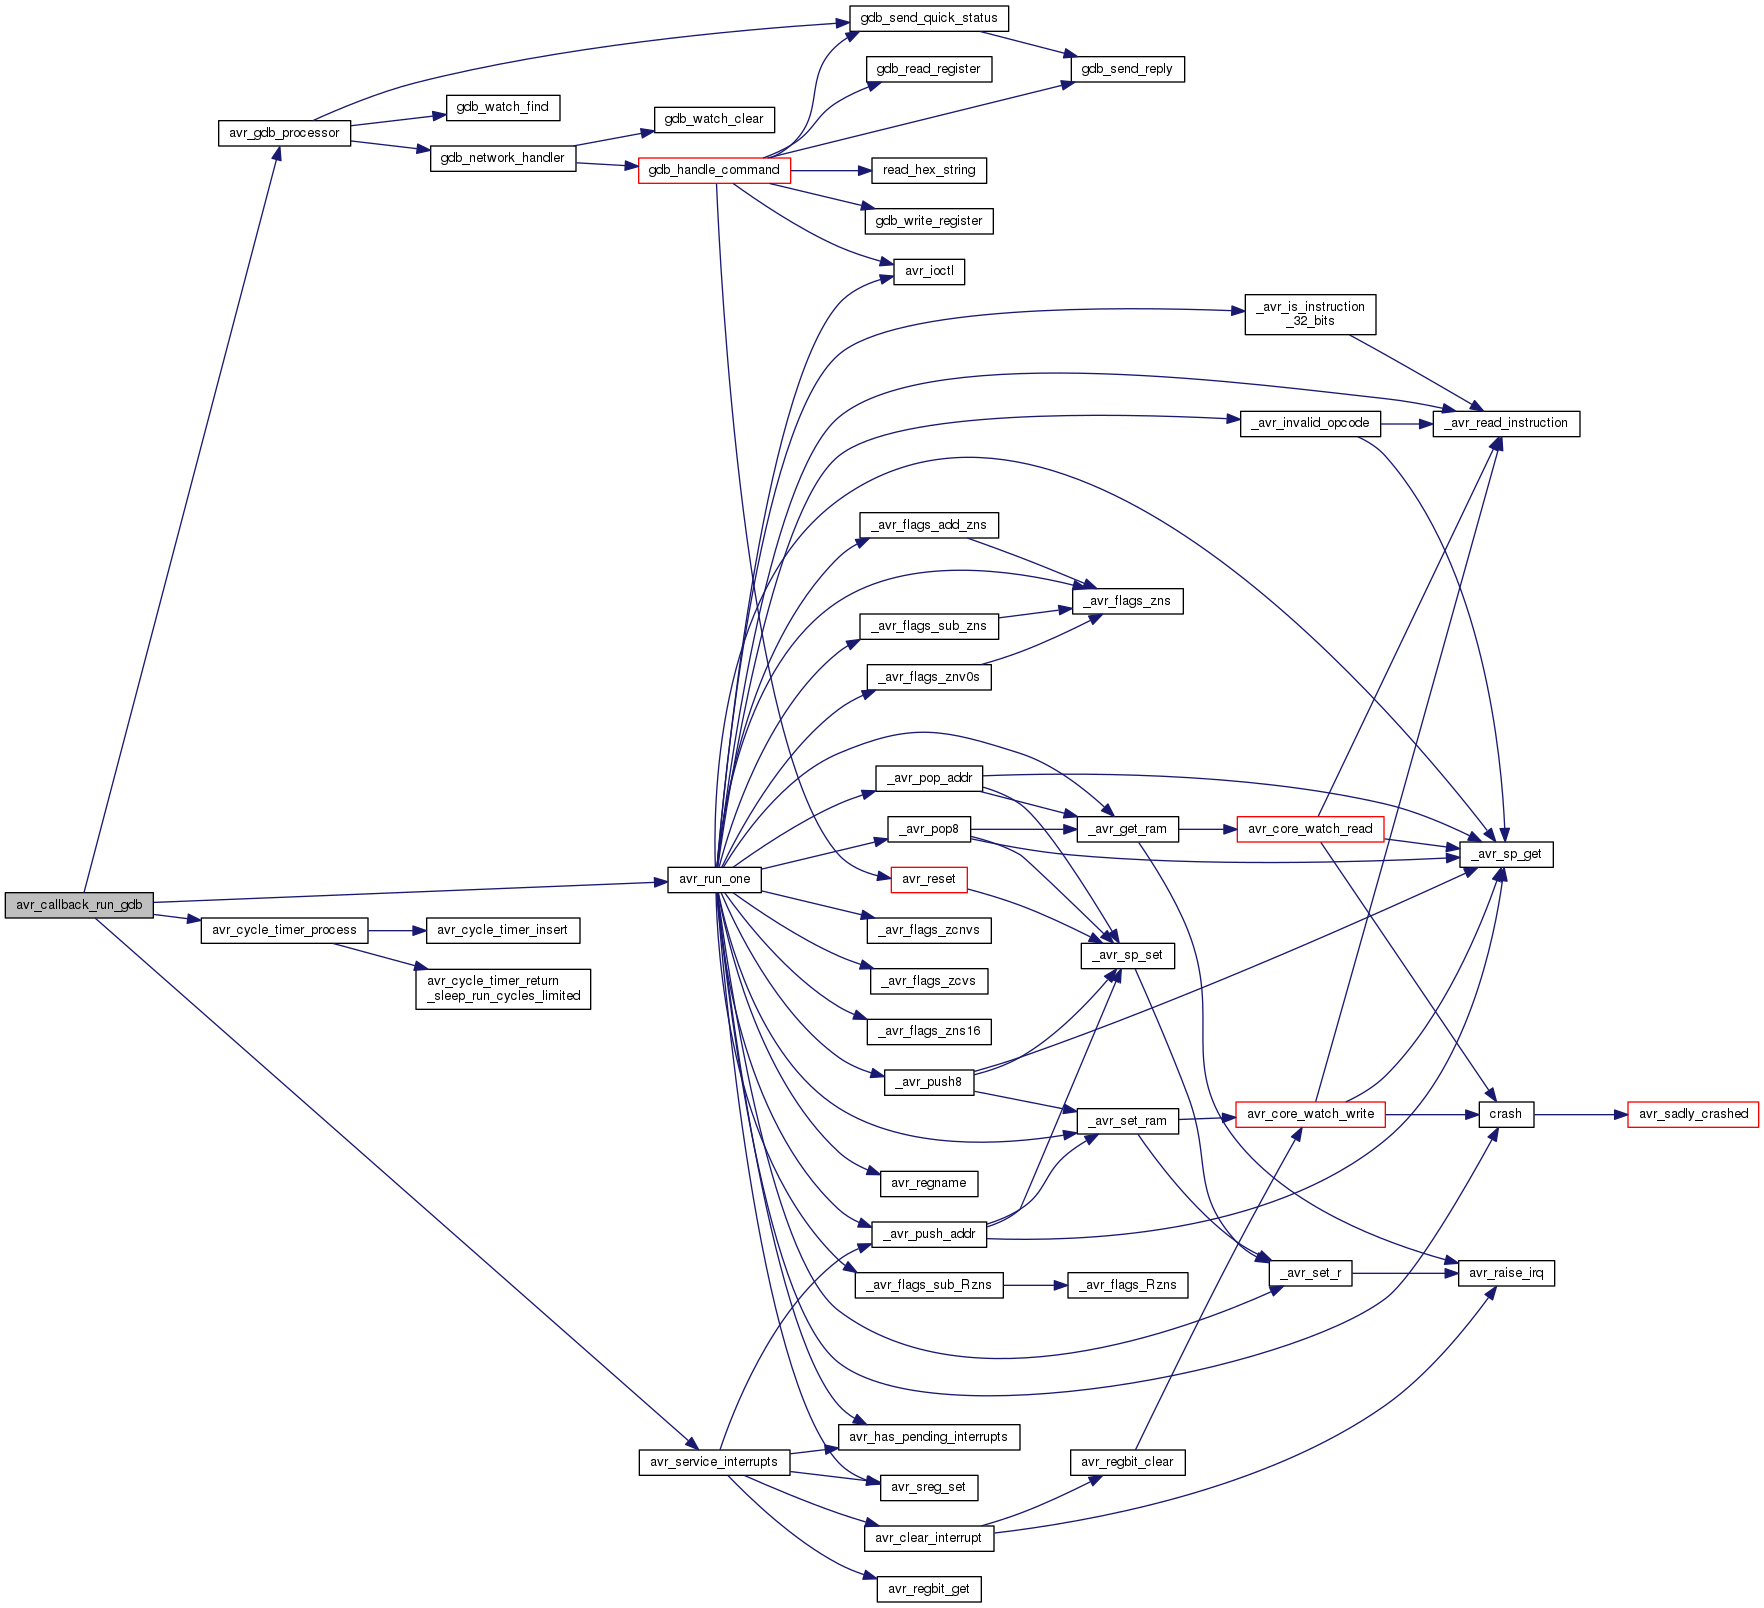 gdb_send_quick_status
gdb_read_register
gdb_send_reply
gdb_watch_find
gdb_watch_clear
avr_gdb_processor
gdb_network_handler
gdb_handle_command
read_hex_string
gdb_write_register
avr_ioctl
_avr_is_instruction
_32_bits
_avr_invalid_opcode
_avr_read_instruction
_avr_flags_add_zns
_avr_flags_zns
_avr_flags_sub_zns
_avr_flags_znv0s
_avr_pop_addr
_avr_pop8
_avr_get_ram
avr_core_watch_read
_avr_sp_get
avr_run_one
avr_reset
avr_callback_run_gdb
avr_cycle_timer_process
avr_cycle_timer_insert
_avr_flags_zcnvs
_avr_sp_set
avr_cycle_timer_return
_sleep_run_cycles_limited
_avr_flags_zcvs
_avr_flags_zns16
_avr_push8
_avr_set_ram
avr_core_watch_write
crash
avr_sadly_crashed
avr_regname
_avr_push_addr
_avr_flags_sub_Rzns
_avr_flags_Rzns
_avr_set_r
avr_raise_irq
avr_has_pending_interrupts
avr_service_interrupts
avr_regbit_clear
avr_sreg_set
avr_clear_interrupt
avr_regbit_get